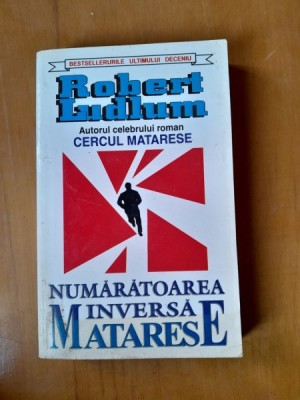 BESTSELLERURILE ULTIMULUI DECENIU
Robert
Ludlum
Autorul celebrului roman
CERCUL MATARESE
NUMĂRĂTOAREA
INVERSĂ
MATARESE